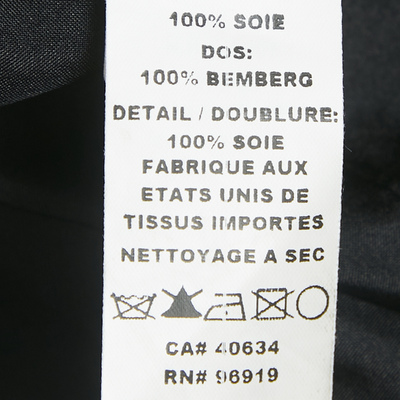 100% SOIE
DOS:
100% BEMBERG
DETAIL / DOUBLURE:
100% SOIE
FABRIQUE AUX
ETATS UNIS DE
TISSUS IMPORTES
NETTOYAGE A SEC
CA# 40634
RN# 96919